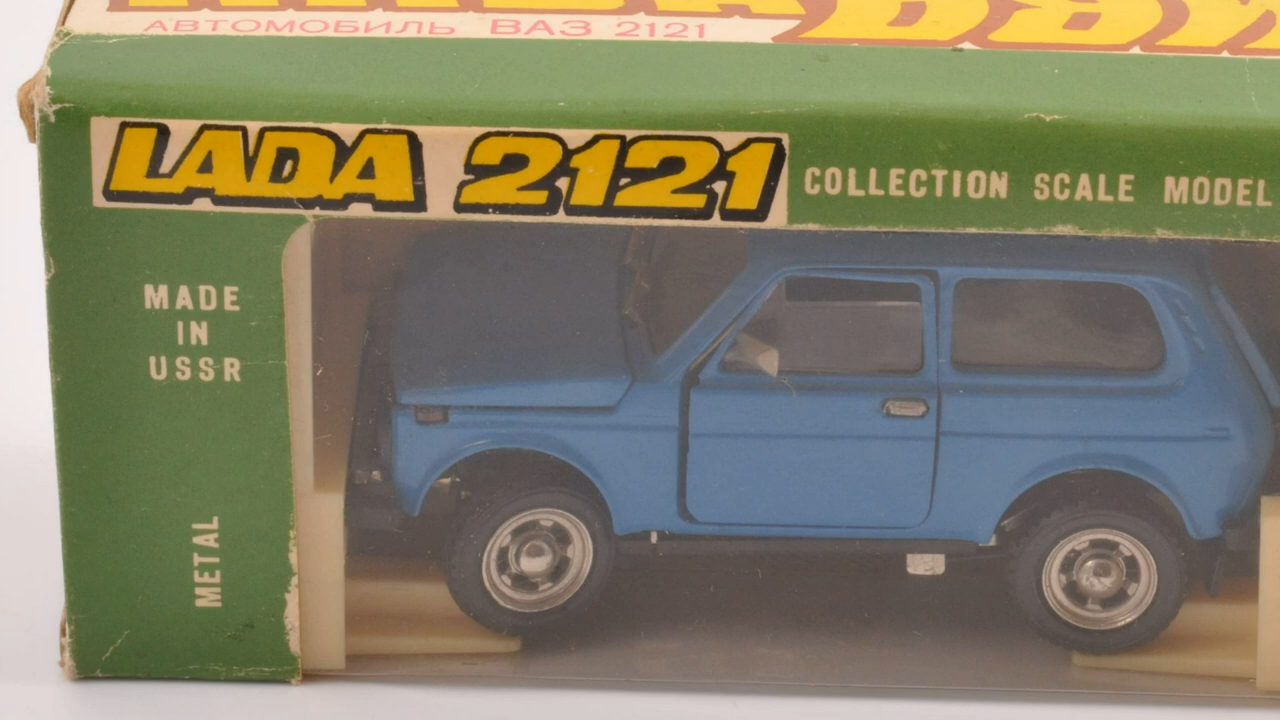 АВТОМОБИЛЬ ВАЗ 2121
LADA 2121
COLLECTION SCALE MODEL
MADE
IN
USSR
METAL